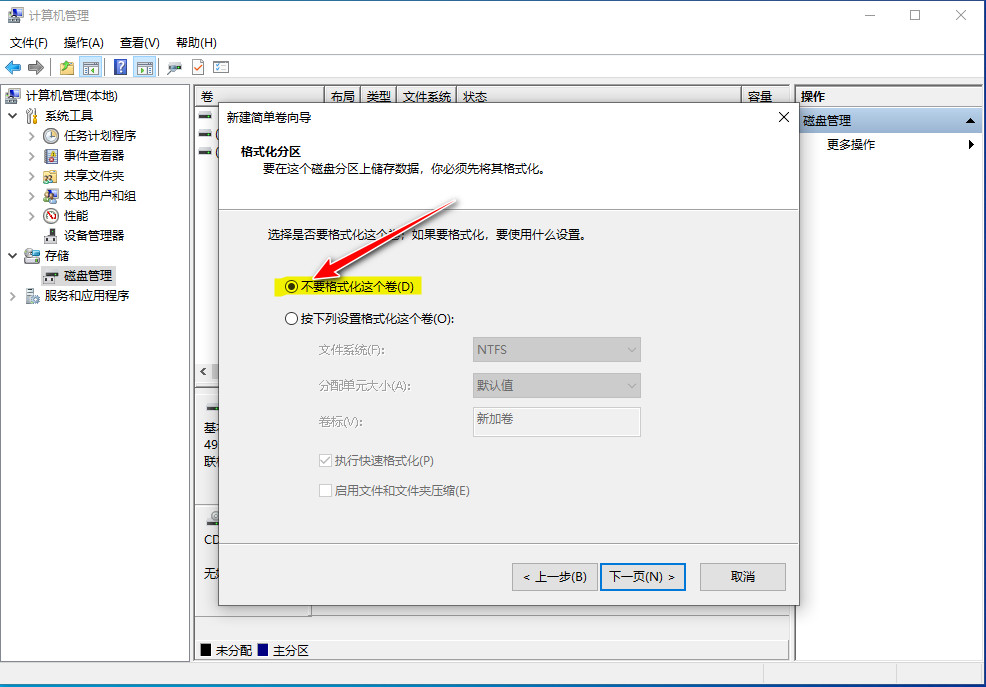 计算机管理
文件(F) 操作(A) 查看(V) 帮助(H)
计算机管理(本地)
系统工具
任务计划程序
事件查看器
共享文件夹
本地用户和组
性能
设备管理器
存储
磁盘管理
服务和应用程序
卷 布局 类型 文件系统 状态 容量
新建简单卷向导
格式化分区
要在这个磁盘分区上储存数据，你必须先将其格式化。
选择是否要格式化这个卷；如果要格式化，要使用什么设置。
不要格式化这个卷(D)
按下列设置格式化这个卷(O):
文件系统(F): NTFS
分配单元大小(A): 默认值
卷标(V): 新加卷
执行快速格式化(P)
启用文件和文件夹压缩(E)
< 上一步(B) 下一页(N) > 取消
基
49
联
CD
无
未分配 主分区
操作
磁盘管理
更多操作